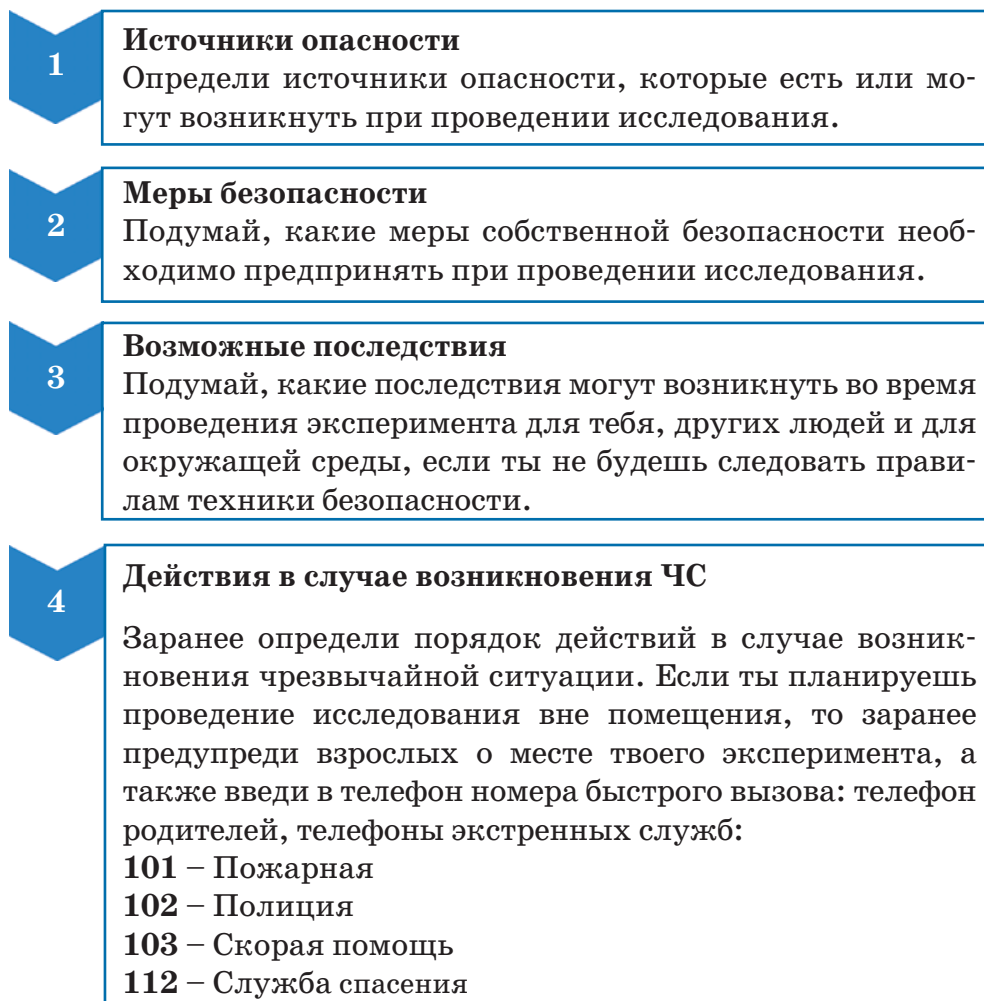 1
Источники опасности
Определи источники опасности, которые есть или мо-
гут возникнуть при проведении исследования.
2
Меры безопасности
Подумай, какие меры собственной безопасности необ-
ходимо предпринять при проведении исследования.
3
Возможные последствия
Подумай, какие последствия могут возникнуть во время
проведения эксперимента для тебя, других людей и для
окружащей среды, если ты не будешь следовать прави-
лам техники безопасности.
4
Действия в случае возникновения ЧС
Заранее определи порядок действий в случае возник-
новения чрезвычайной ситуации. Если ты планируешь
проведение исследования вне помещения, то заранее
предупреди взрослых о месте твоего эксперимента, а
также введи в телефон номера быстрого вызова: телефон
родителей, телефоны экстренных служб:
101 – Пожарная
102 – Полиция
103 – Скорая помощь
112 – Служба спасения